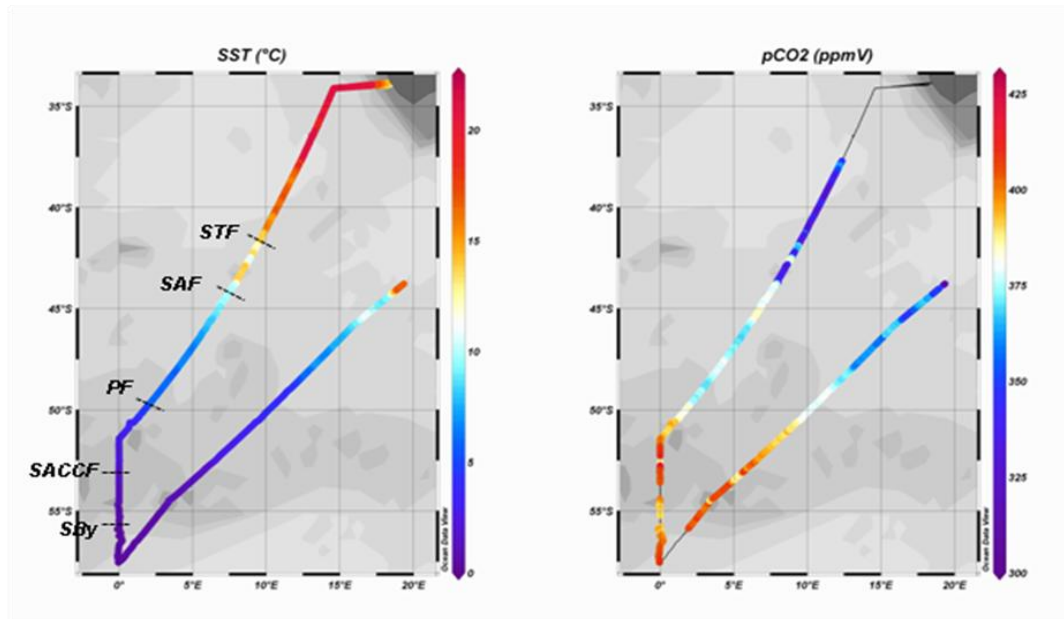 SST (°C)
35°S
40°S
45°S
50°S
55°S
0°
5°E
10°E
15°E
20°E
STF
SAF
PF
SACCF
SBy
20
15
10
5
0
Ocean Data View
pCO2 (ppmV)
35°S
40°S
45°S
50°S
55°S
0°
5°E
10°E
15°E
20°E
425
400
375
350
325
300
Ocean Data View